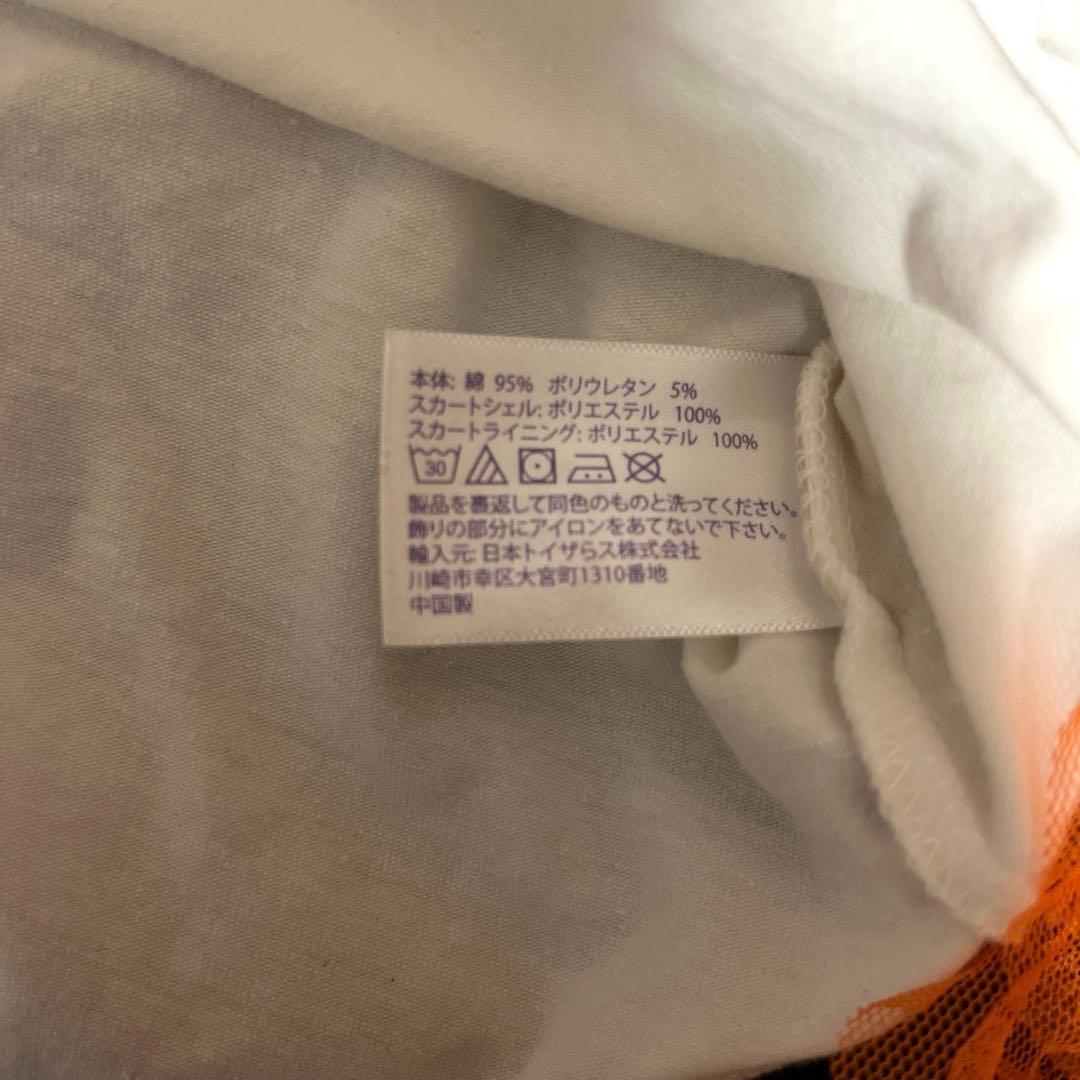 本体: 綿 95% ポリウレタン 5%
スカートシェル: ポリエステル 100%
スカートライニング: ポリエステル 100%
30
製品を裏返して同色のものと洗ってください。
飾りの部分にアイロンをあてないで下さい。
輸入元: 日本トイザらス株式会社
川崎市幸区大宮町1310番地
中国製